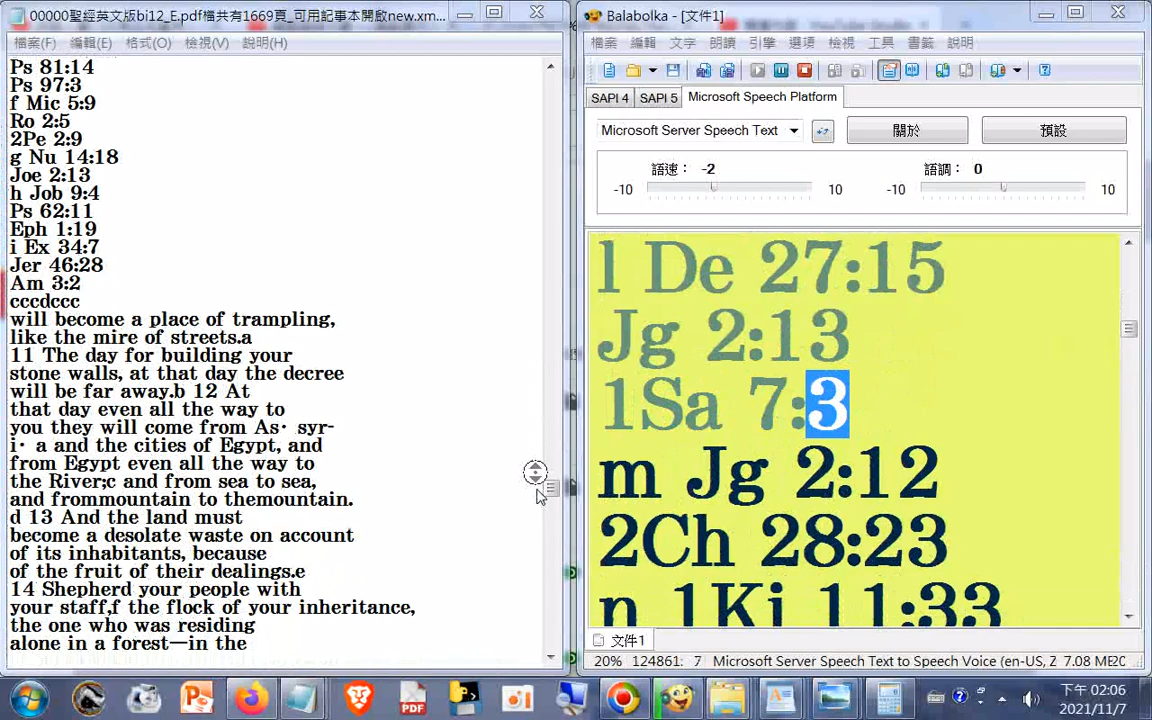 00000聖經英文版bi12_E.pdf檔共有1669頁_可用記事本開啟new.xm...
檔案(F) 編輯(E) 格式(O) 檢視(V) 說明(H)
Ps 81:14
Ps 97:3
f Mic 5:9
Ro 2:5
2Pe 2:9
g Nu 14:18
Joe 2:13
h Job 9:4
Ps 62:11
Eph 1:19
i Ex 34:7
Jer 46:28
Am 3:2
cccdccc
will become a place of trampling,
like the mire of streets.a
11 The day for building your
stone walls, at that day the decree
will be far away.b 12 At
that day even all the way to
you they will come from As· syr-
i· a and the cities of Egypt, and
from Egypt even all the way to
the River;c and from sea to sea,
and frommountain to themountain.
d 13 And the land must
become a desolate waste on account
of its inhabitants, because
of the fruit of their dealings.e
14 Shepherd your people with
your staff,f the flock of your inheritance,
the one who was residing
alone in a forest—in the
Balabolka - [文件1]
檔案 編輯 文字 朗讀 引擎 選項 檢視 工具 書籤 說明
SAPI 4 SAPI 5 Microsoft Speech Platform
Microsoft Server Speech Text 關於 預設
語速： -2 語調： 0
-10 10 -10 10
l De 27:15
Jg 2:13
1Sa 7:3
m Jg 2:12
2Ch 28:23
n 1Ki 11:33
文件1
20% 124861: 7 Microsoft Server Speech Text to Speech Voice (en-US, Z 7.08 ME2C
PDF
下午 02:06
2021/11/7